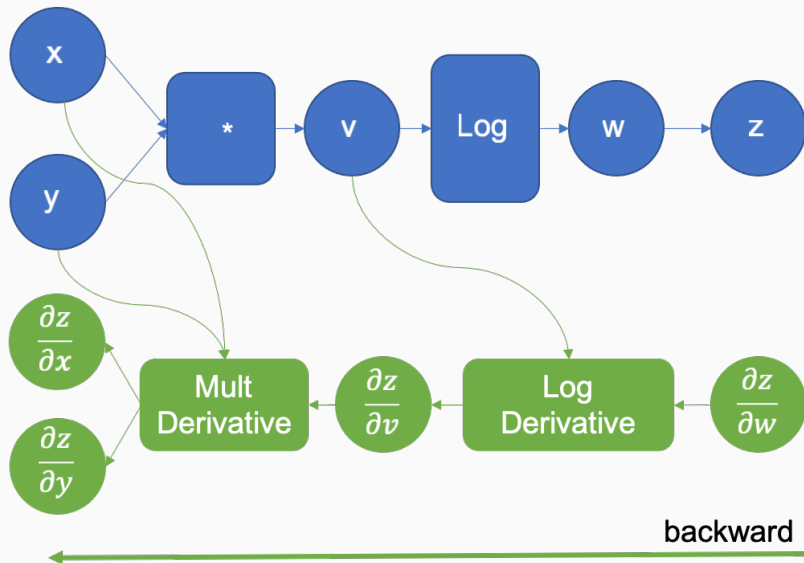 x
*
v
Log
w
z
y
∂z
∂x
Mult
Derivative
∂z
∂v
Log
Derivative
∂z
∂w
∂z
∂y
backward